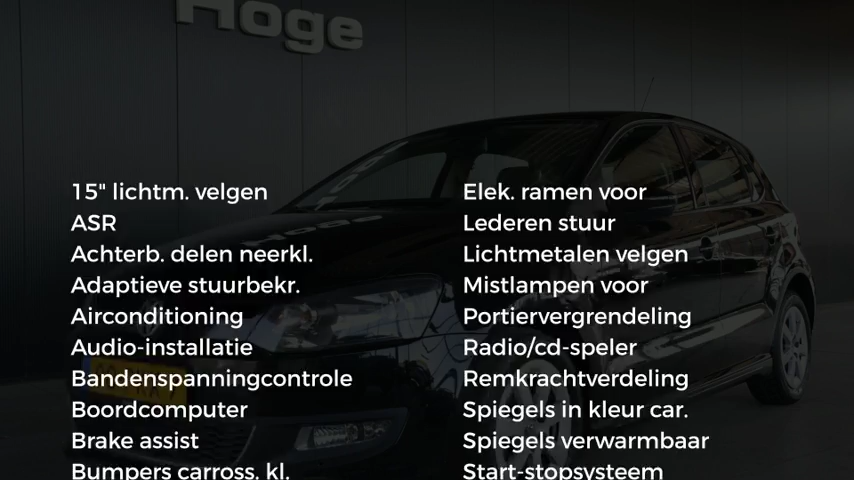 Hoge
15" lichtm. velgen
ASR
Achterb. delen neerkl.
Adaptieve stuurbekr.
Airconditioning
Audio-installatie
Bandenspanningcontrole
Boordcomputer
Brake assist
Bumpers carross. kl.
Elek. ramen voor
Lederen stuur
Lichtmetalen velgen
Mistlampen voor
Portiervergrendeling
Radio/cd-speler
Remkrachtverdeling
Spiegels in kleur car.
Spiegels verwarmbaar
Start-stopsysteem